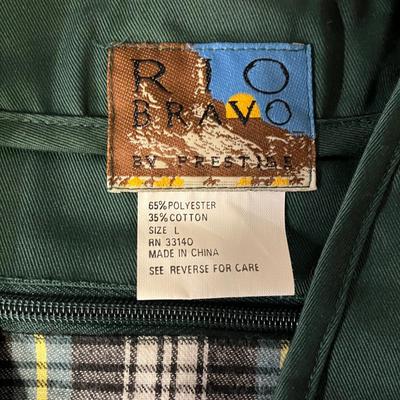 RIO
BRAVO
BY PRESTIGE
65% POLYESTER
35% COTTON
SIZE L
RN 33140
MADE IN CHINA
SEE REVERSE FOR CARE